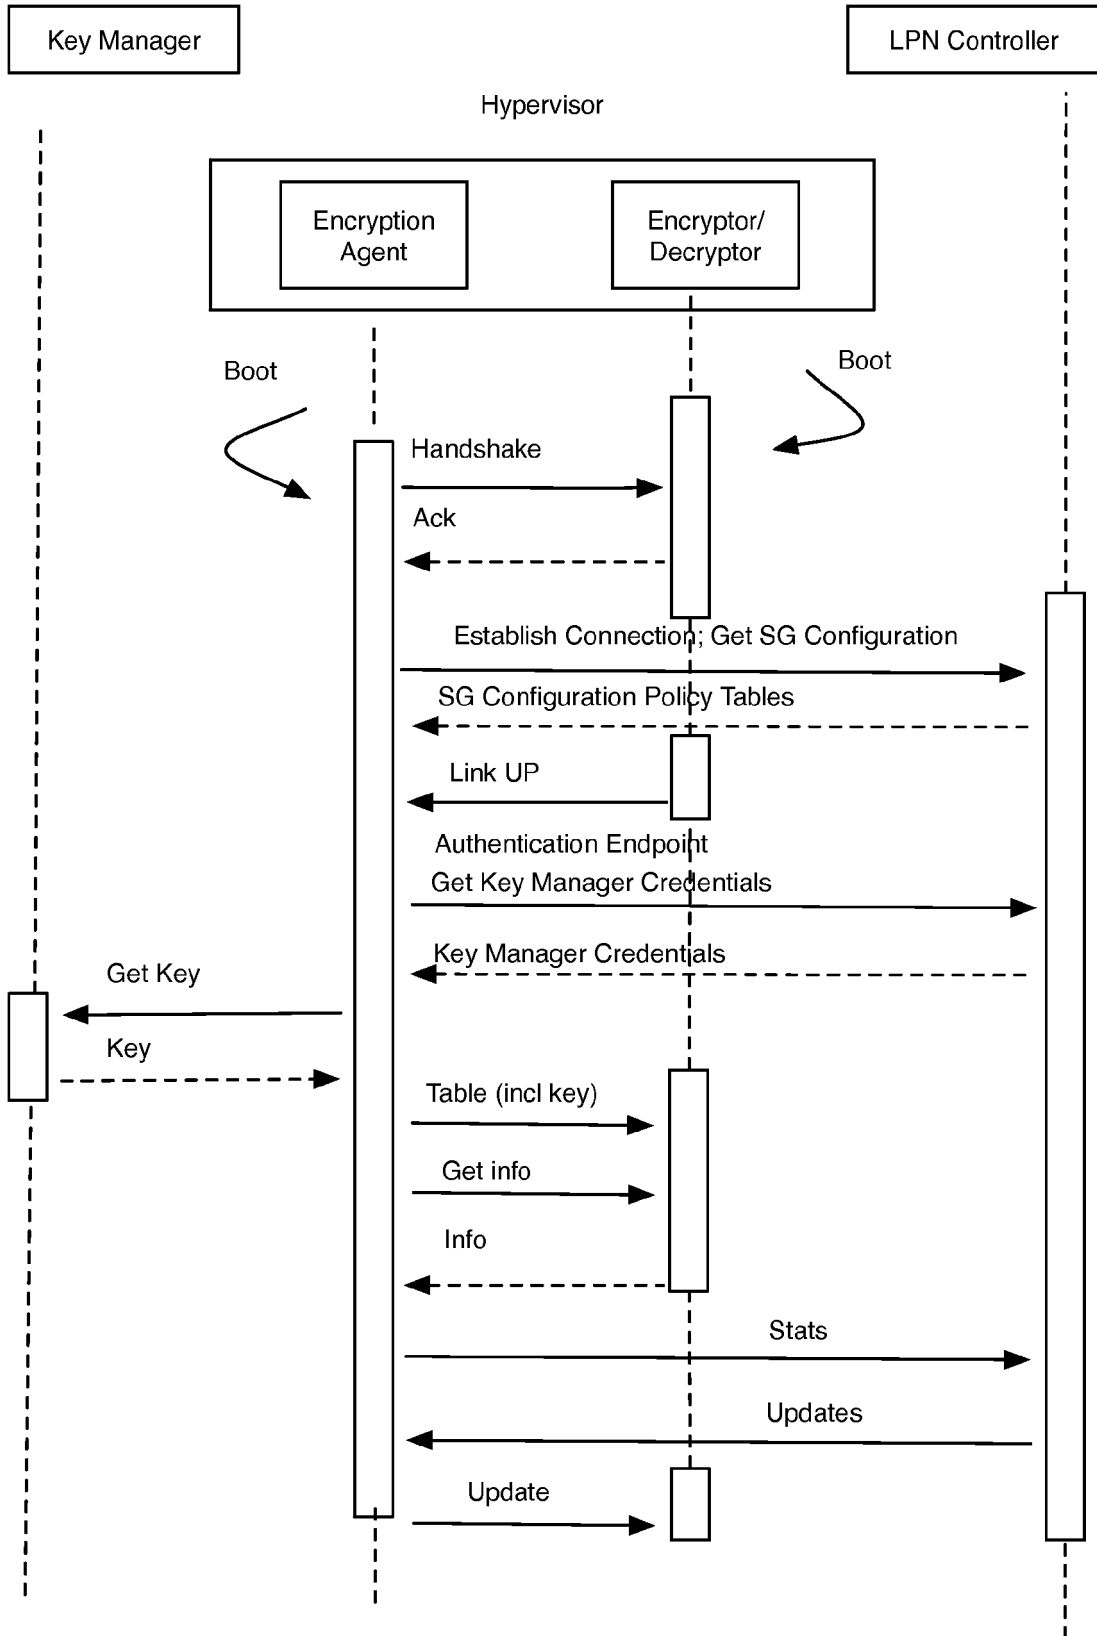 Key Manager
LPN Controller
Hypervisor
Encryption
Agent
Encryptor/
Decryptor
Boot
Boot
Handshake
Ack
Establish Connection; Get SG Configuration
SG Configuration Policy Tables
Link UP
Authentication Endpoint
Get Key Manager Credentials
Key Manager Credentials
Get Key
Key
Table (incl key)
Get info
Info
Stats
Updates
Update